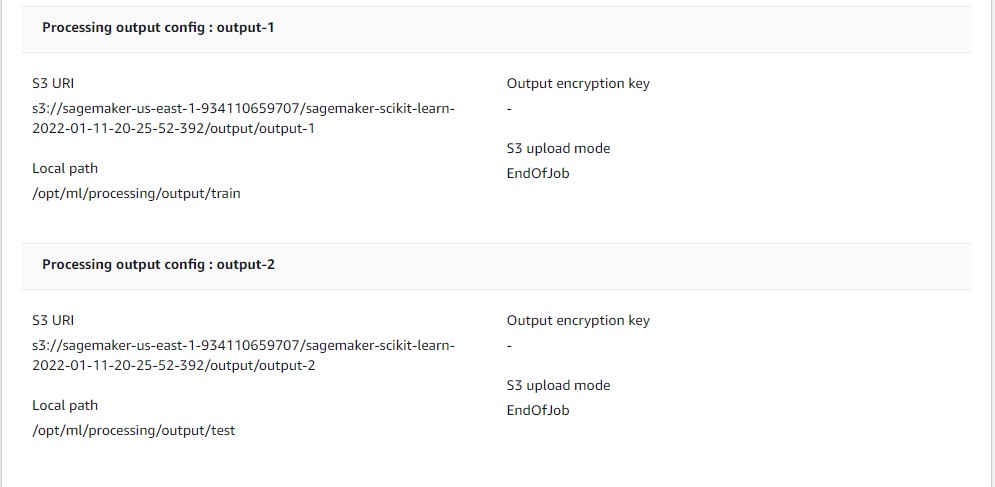 Processing output config : output-1
S3 URI
s3://sagemaker-us-east-1-934110659707/sagemaker-scikit-learn-
2022-01-11-20-25-52-392/output/output-1
Local path
/opt/ml/processing/output/train
Output encryption key
-
S3 upload mode
EndOfJob
Processing output config : output-2
S3 URI
s3://sagemaker-us-east-1-934110659707/sagemaker-scikit-learn-
2022-01-11-20-25-52-392/output/output-2
Local path
/opt/ml/processing/output/test
Output encryption key
-
S3 upload mode
EndOfJob